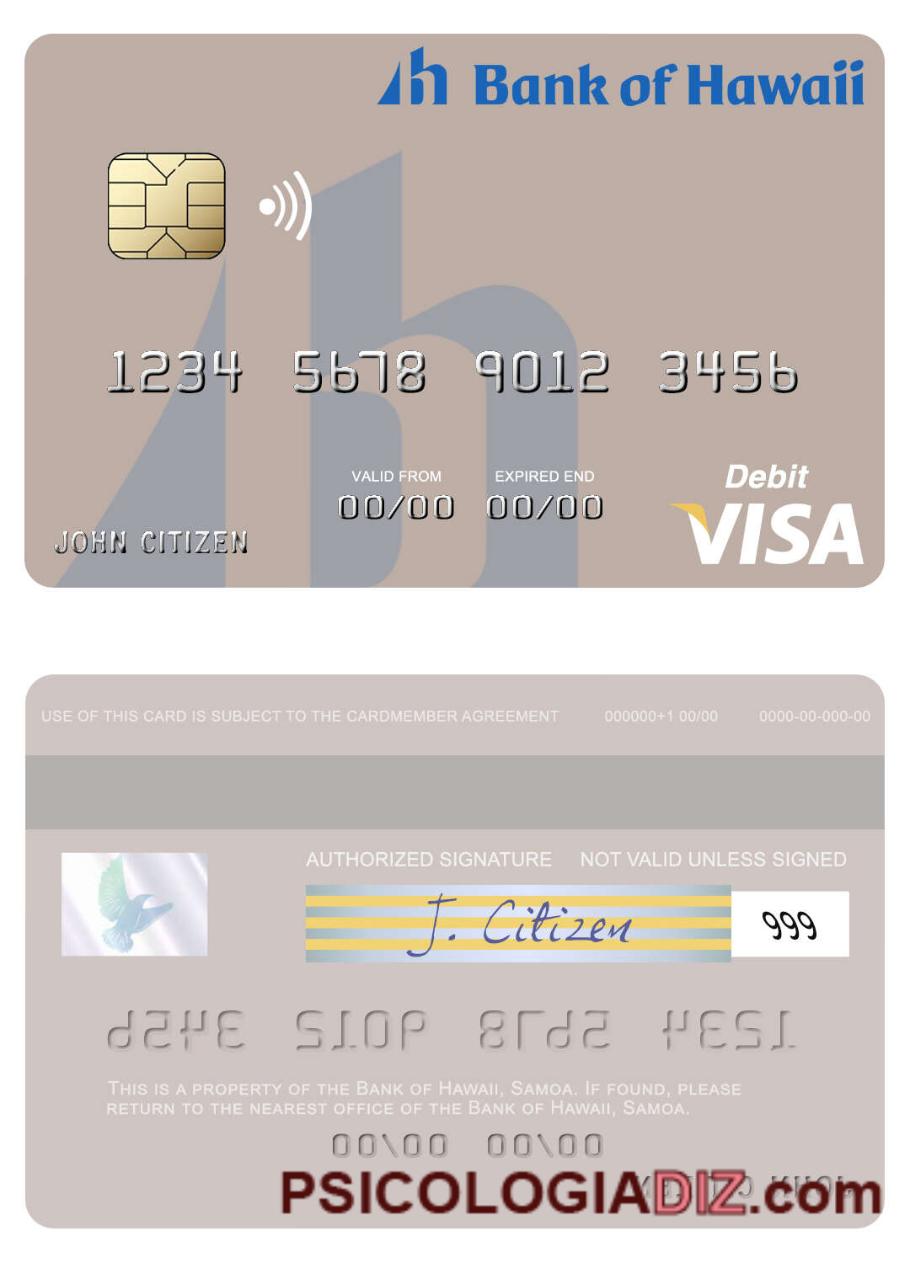 Bank of Hawaii
1234 5678 9012 3456
VALID FROM EXPIRED END
00/00 00/00
Debit
JOHN CITIZEN
VISA
USE OF THIS CARD IS SUBJECT TO THE CARDMEMBER AGREEMENT 000000+1 00/00 0000-00-000-00
AUTHORIZED SIGNATURE NOT VALID UNLESS SIGNED
J. Citizen 999
THIS IS A PROPERTY OF THE BANK OF HAWAII, SAMOA. IF FOUND, PLEASE
RETURN TO THE NEAREST OFFICE OF THE BANK OF HAWAII, SAMOA.
00\00 00\00
PSICOLOGIADIZ.com